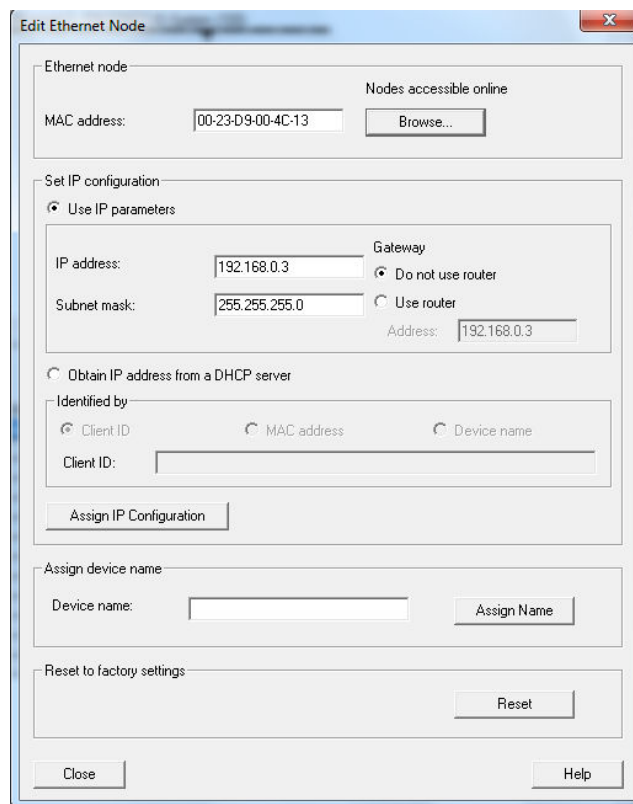 Edit Ethernet Node
Ethernet node
Nodes accessible online
MAC address: 00-23-D9-00-4C-13 Browse...
Set IP configuration
Use IP parameters
Gateway
IP address: 192.168.0.3
Do not use router
Subnet mask: 255.255.255.0 Use router
Address: 192.168.0.3
Obtain IP address from a DHCP server
Identified by
Client ID MAC address Device name
Client ID:
Assign IP Configuration
Assign device name
Device name: Assign Name
Reset to factory settings
Reset
Close Help